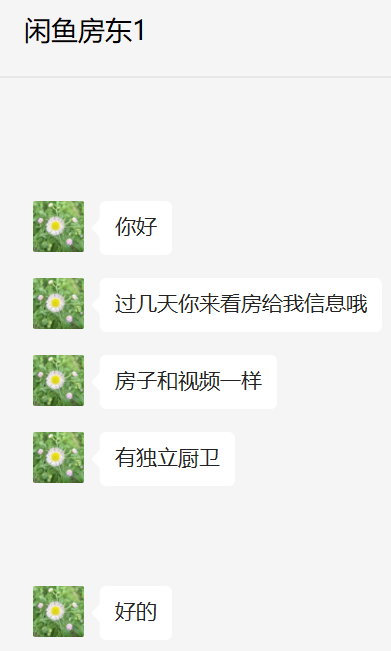 闲鱼房东1
你好
过几天你来看房给我信息哦
房子和视频一样
有独立厨卫
好的